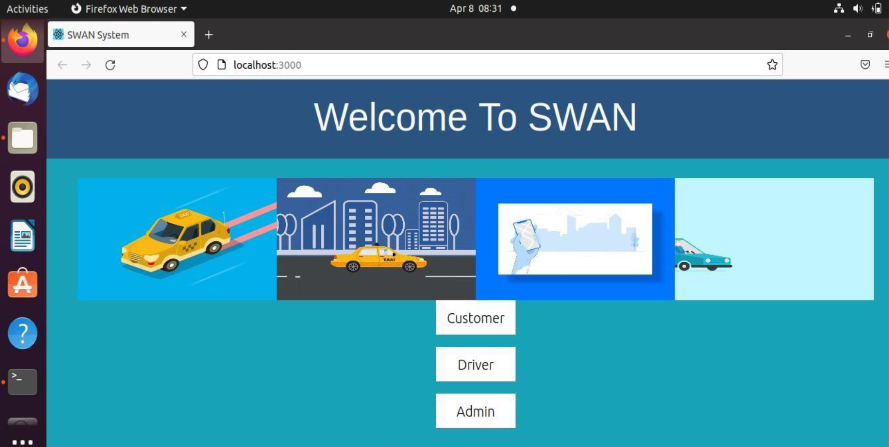 Activities
Firefox Web Browser
Apr 8 08:31
SWAN System
localhost:3000
Welcome To SWAN
TAXI
Customer
Driver
Admin